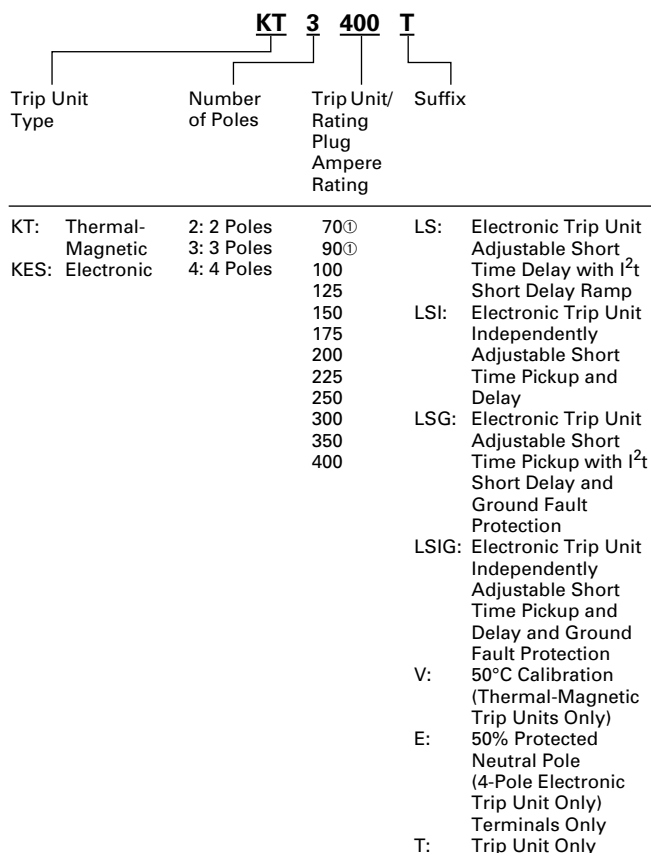 KT 3 400 T
Trip Unit Type
Number of Poles
Trip Unit/ Rating Plug Ampere Rating
Suffix
KT: Thermal-
Magnetic
KES: Electronic
2: 2 Poles
3: 3 Poles
4: 4 Poles
70①
90①
100
125
150
175
200
225
250
300
350
400
LS: Electronic Trip Unit
Adjustable Short
Time Delay with I²t
Short Delay Ramp
LSI: Electronic Trip Unit
Independently
Adjustable Short
Time Pickup and
Delay
LSG: Electronic Trip Unit
Adjustable Short
Time Pickup with I²t
Short Delay and
Ground Fault
Protection
LSIG: Electronic Trip Unit
Independently
Adjustable Short
Time Pickup and
Delay and Ground
Fault Protection
V: 50°C Calibration
(Thermal-Magnetic
Trip Units Only)
E: 50% Protected
Neutral Pole
(4-Pole Electronic
Trip Unit Only)
Terminals Only
T: Trip Unit Only